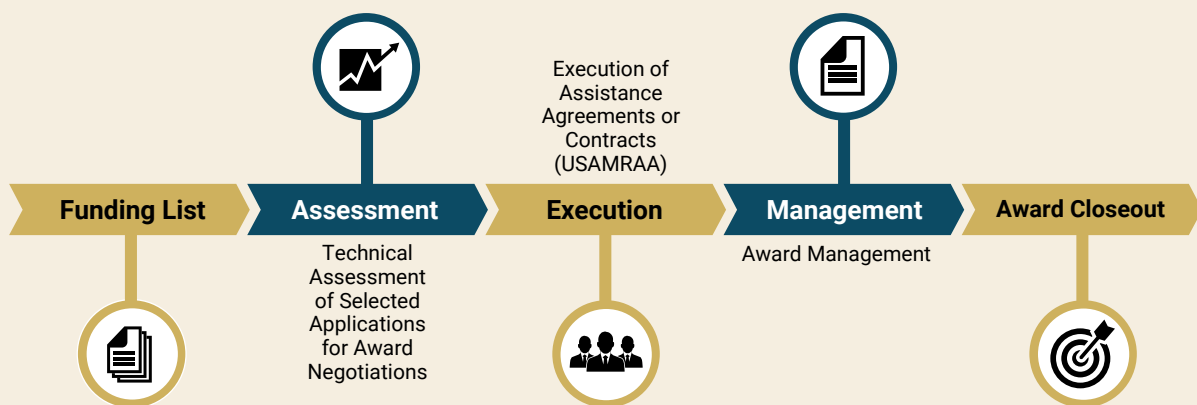 Execution of
Assistance
Agreements or
Contracts
(USAMRAA)
Funding List
Assessment
Execution
Management
Award Closeout
Technical
Assessment
of Selected
Applications
for Award
Negotiations
Award Management